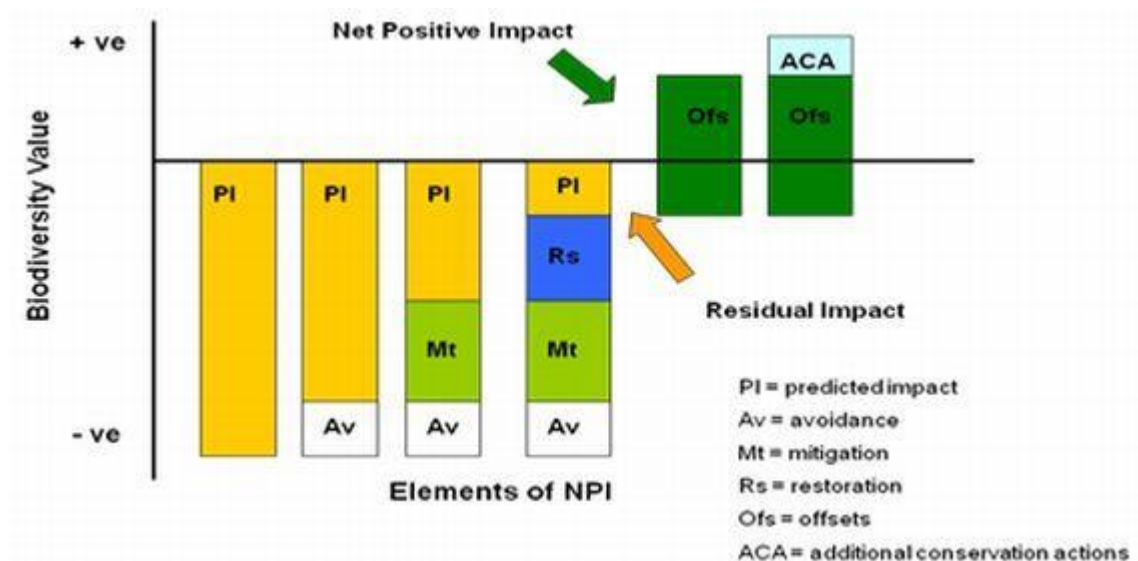 Net Positive Impact
+ ve
ACA
Ofs
Ofs
Biodiversity Value
PI
PI
PI
PI
Rs
Residual Impact
Mt
Mt
PI = predicted impact
Av
Av
Av
Av = avoidance
- ve
Mt = mitigation
Elements of NPI
Rs = restoration
Ofs = offsets
ACA = additional conservation actions